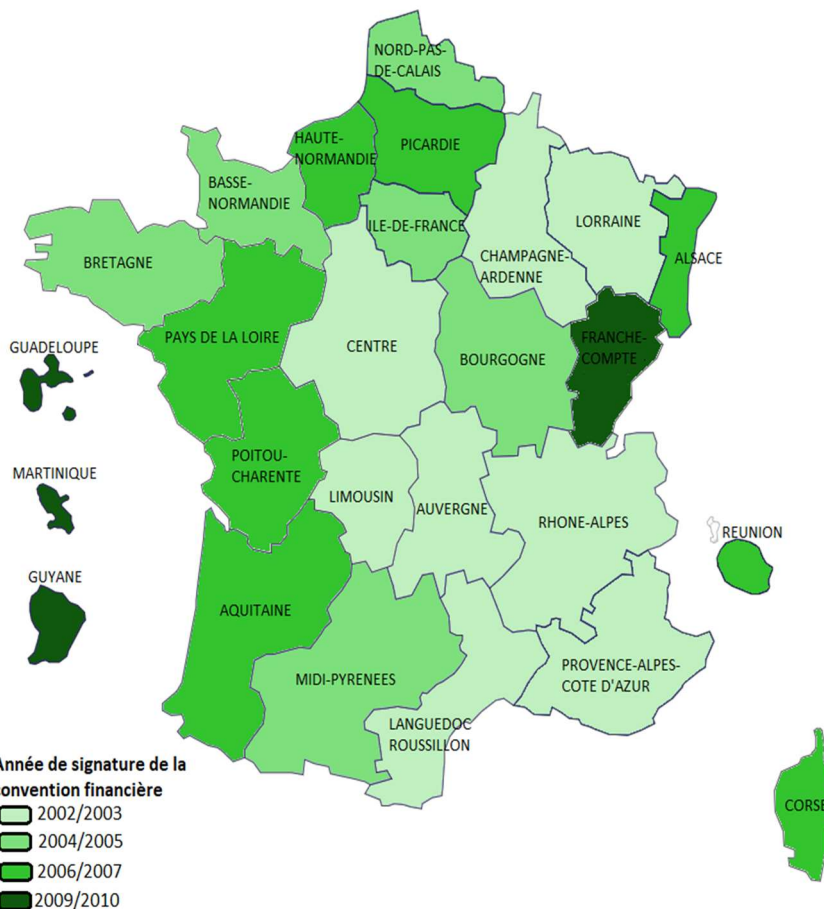 NORD-PAS-
DE-CALAIS
HAUTE-
NORMANDIE
PICARDIE
BASSE-
NORMANDIE
ILE-DE-FRANCE
LORRAINE
CHAMPAGNE-
ARDENNE
ALSACE
BRETAGNE
PAYS DE LA LOIRE
CENTRE
BOURGOGNE
FRANCHE-
COMPTE
GUADELOUPE
POITOU-
CHARENTE
MARTINIQUE
LIMOUSIN
AUVERGNE
RHONE-ALPES
REUNION
GUYANE
AQUITAINE
MIDI-PYRENEES
PROVENCE-ALPES-
COTE D'AZUR
LANGUEDOC
ROUSSILLON
Année de signature de la
convention financière
2002/2003
2004/2005
2006/2007
2009/2010
CORSE